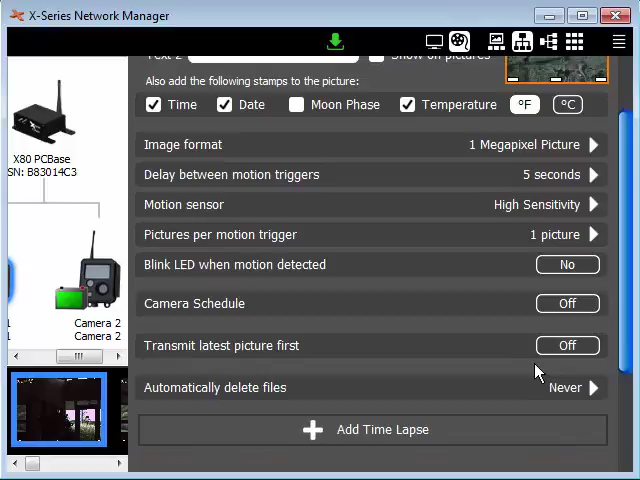 X-Series Network Manager
Text 2
Show on pictures
Also add the following stamps to the picture:
Time Date Moon Phase Temperature °F °C
X80 PCBase
SN: B83014C3
Image format 1 Megapixel Picture
Delay between motion triggers 5 seconds
Motion sensor High Sensitivity
Pictures per motion trigger 1 picture
Blink LED when motion detected No
Camera Schedule Off
1 Camera 2
1 Camera 2
Transmit latest picture first Off
Automatically delete files Never
Add Time Lapse